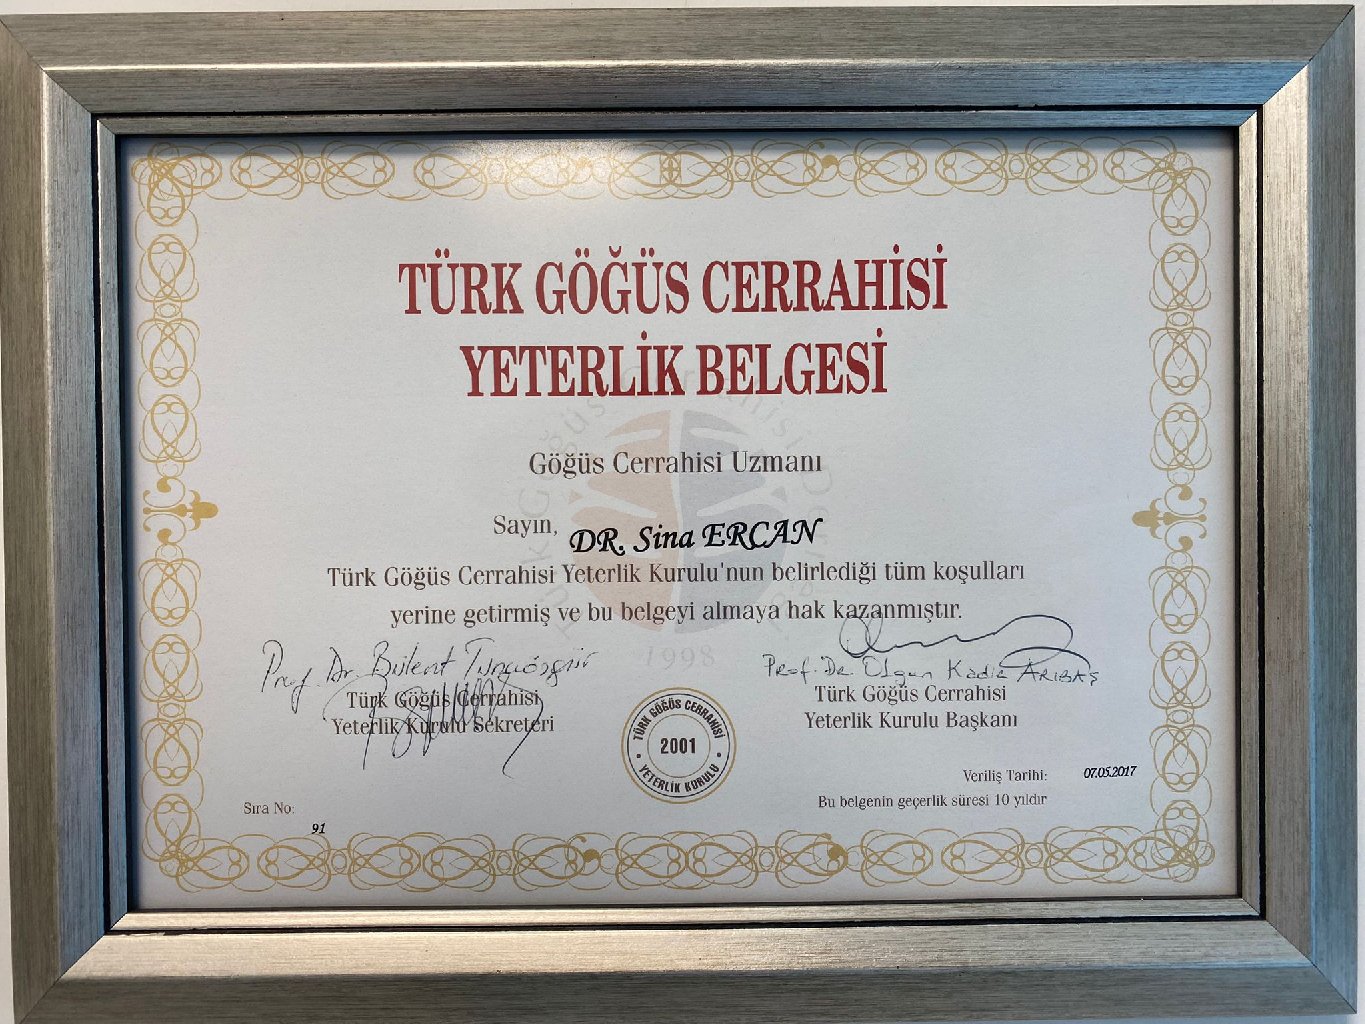 TÜRK GÖĞÜS CERRAHİSİ
YETERLİK BELGESİ
Göğüs Cerrahisi Uzmanı
Sayın, DR. Sina ERCAN
Türk Göğüs Cerrahisi Yeterlik Kurulu'nun belirlediği tüm koşulları
yerine getirmiş ve bu belgeyi almaya hak kazanmıştır.
Prof. Dr. Bülent Tunçözgür
Türk Göğüs Cerrahisi
Yeterlik Kurulu Sekreteri
1998
Prof. Dr. Olgun Kadir ARIBAŞ
Türk Göğüs Cerrahisi
Yeterlik Kurulu Başkanı
TÜRK GÖĞÜS CERRAHİSİ
2001
YETERLİK KURULU
Veriliş Tarihi: 07.05.2017
Bu belgenin geçerlik süresi 10 yıldır
Sıra No:
91